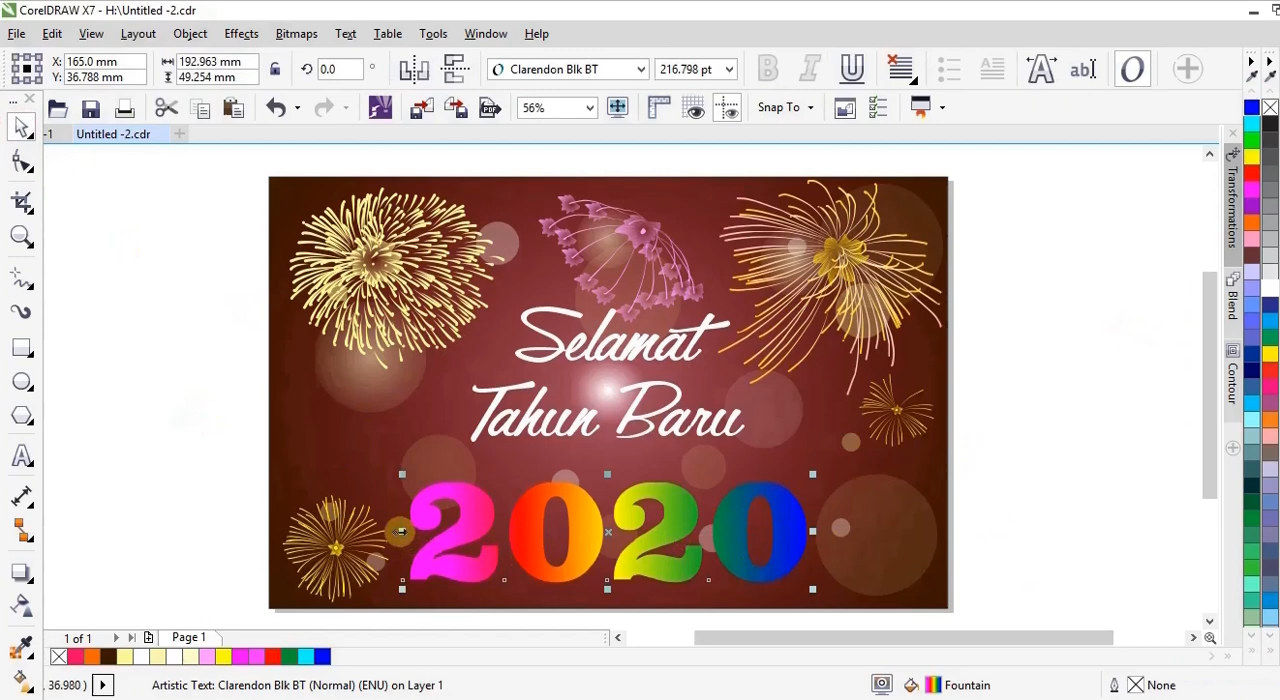 CorelDRAW X7 - H:\Untitled -2.cdr
File Edit View Layout Object Effects Bitmaps Text Table Tools Window Help
X: 165.0 mm 192.963 mm 0.0 ° Clarendon Blk BT 216.798 pt B I U ab O
Y: 36.788 mm 49.254 mm
PDF 56% Snap To
-1 Untitled -2.cdr
Transformations
Blend
Contour
Selamat
Tahun Baru
2020
1 of 1 Page 1
36.980 ) Artistic Text: Clarendon Blk BT (Normal) (ENU) on Layer 1 Fountain None